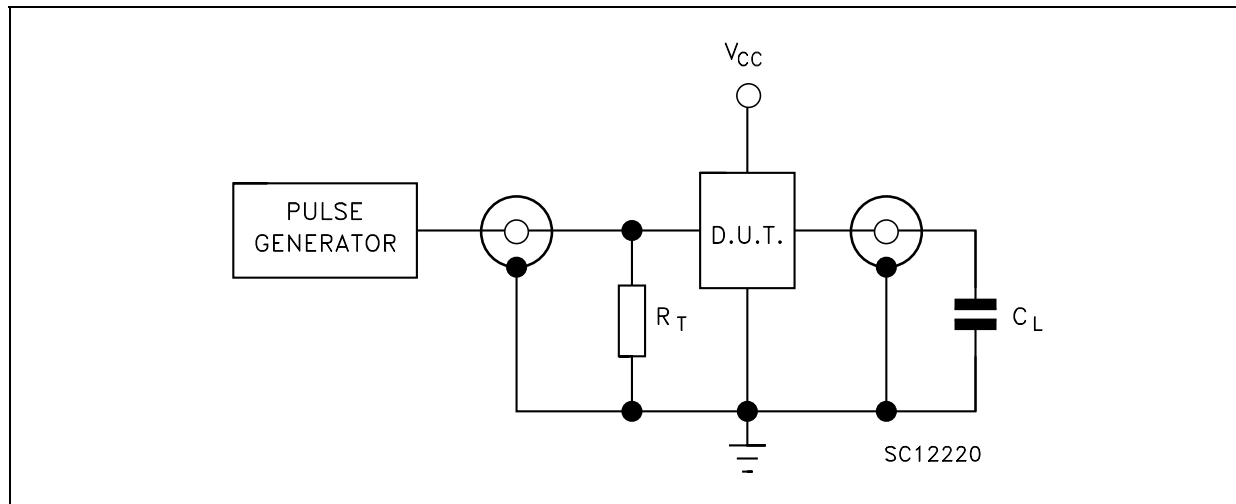 VCC
PULSE
GENERATOR
D.U.T.
RT
CL
SC12220